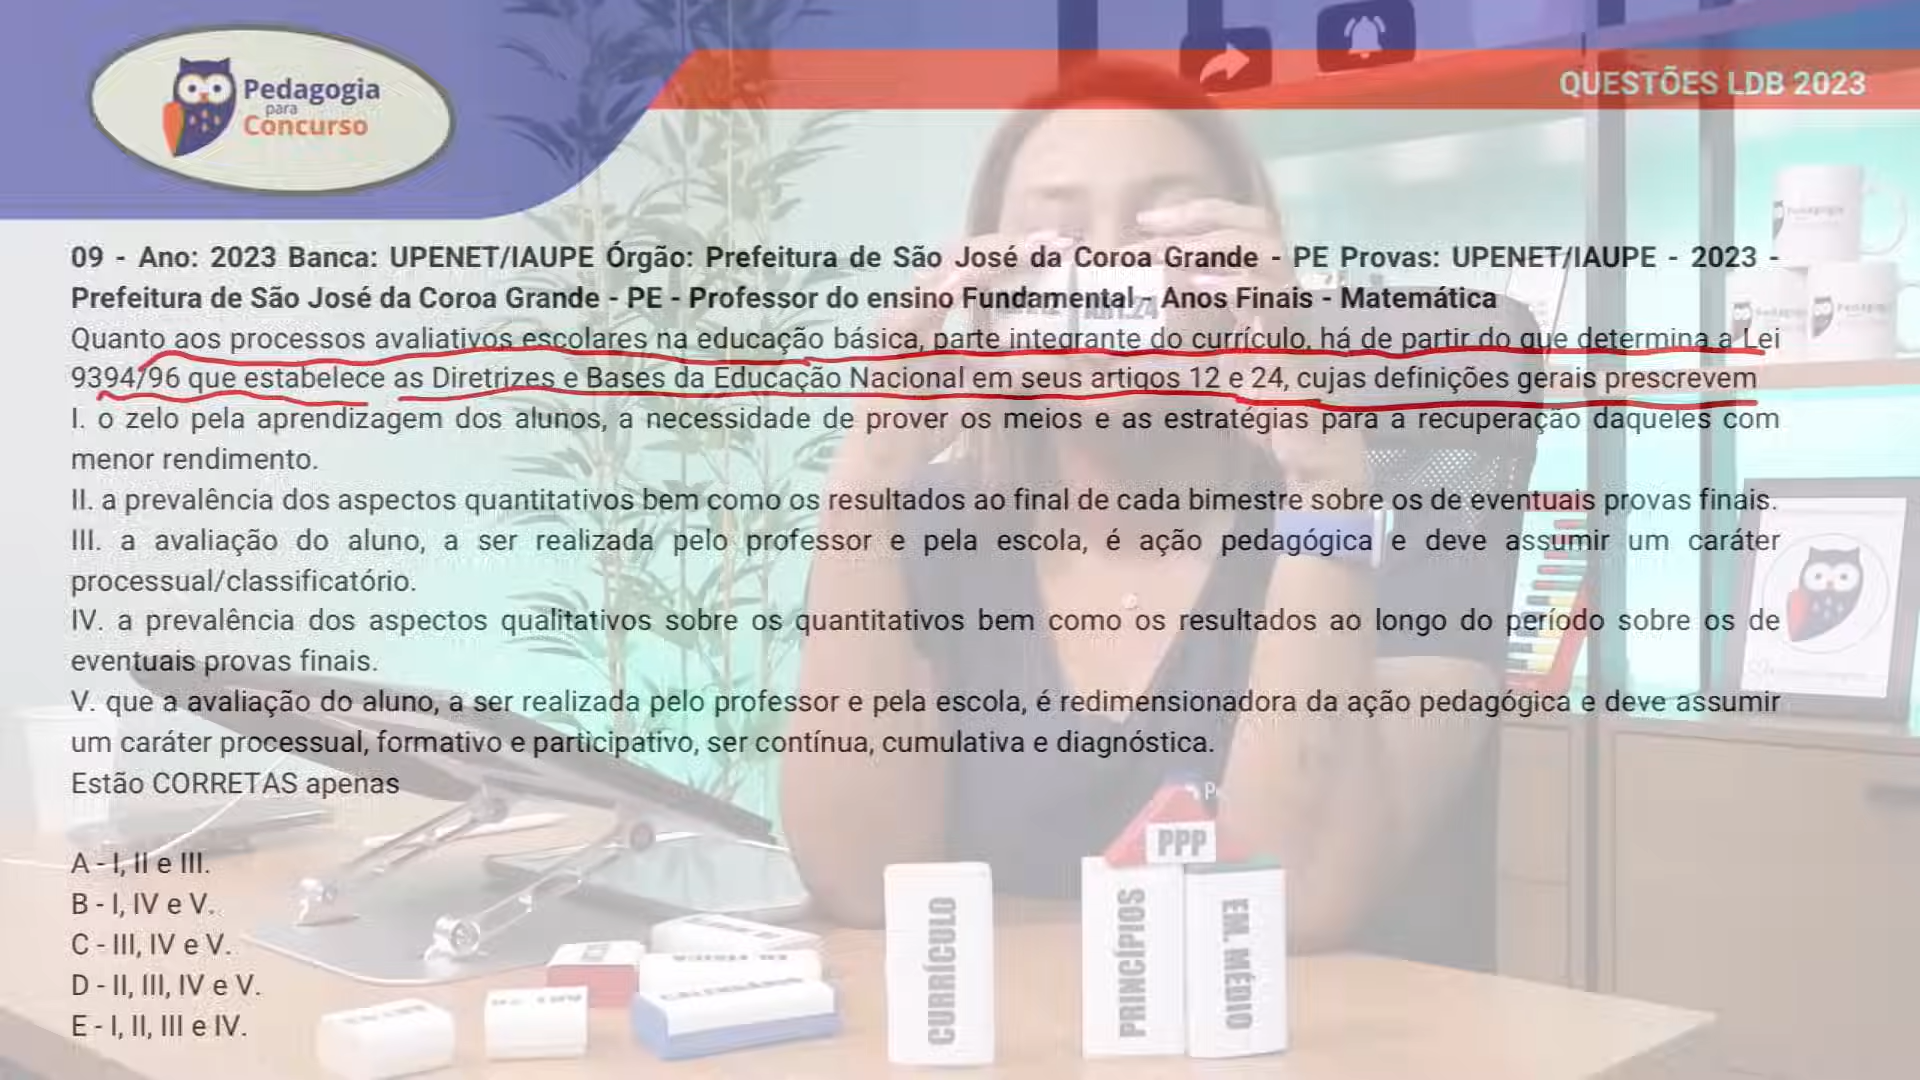 Pedagogia
para
Concurso
QUESTÕES LDB 2023
09 - Ano: 2023 Banca: UPENET/IAUPE Órgão: Prefeitura de São José da Coroa Grande - PE Provas: UPENET/IAUPE - 2023 -
Prefeitura de São José da Coroa Grande - PE - Professor do ensino Fundamental - Anos Finais - Matemática
Quanto aos processos avaliativos escolares na educação básica, parte integrante do currículo, há de partir do que determina a Lei
9394/96 que estabelece as Diretrizes e Bases da Educação Nacional em seus artigos 12 e 24, cujas definições gerais prescrevem
I. o zelo pela aprendizagem dos alunos, a necessidade de prover os meios e as estratégias para a recuperação daqueles com
menor rendimento.
II. a prevalência dos aspectos quantitativos bem como os resultados ao final de cada bimestre sobre os de eventuais provas finais.
III. a avaliação do aluno, a ser realizada pelo professor e pela escola, é ação pedagógica e deve assumir um caráter
processual/classificatório.
IV. a prevalência dos aspectos qualitativos sobre os quantitativos bem como os resultados ao longo do período sobre os de
eventuais provas finais.
V. que a avaliação do aluno, a ser realizada pelo professor e pela escola, é redimensionadora da ação pedagógica e deve assumir
um caráter processual, formativo e participativo, ser contínua, cumulativa e diagnóstica.
Estão CORRETAS apenas
A - I, II e III.
B - I, IV e V.
C - III, IV e V.
D - II, III, IV e V.
E - I, II, III e IV.
ART.24
PPP
CURRÍCULO
PRINCÍPIOS
EN. MÉDIO